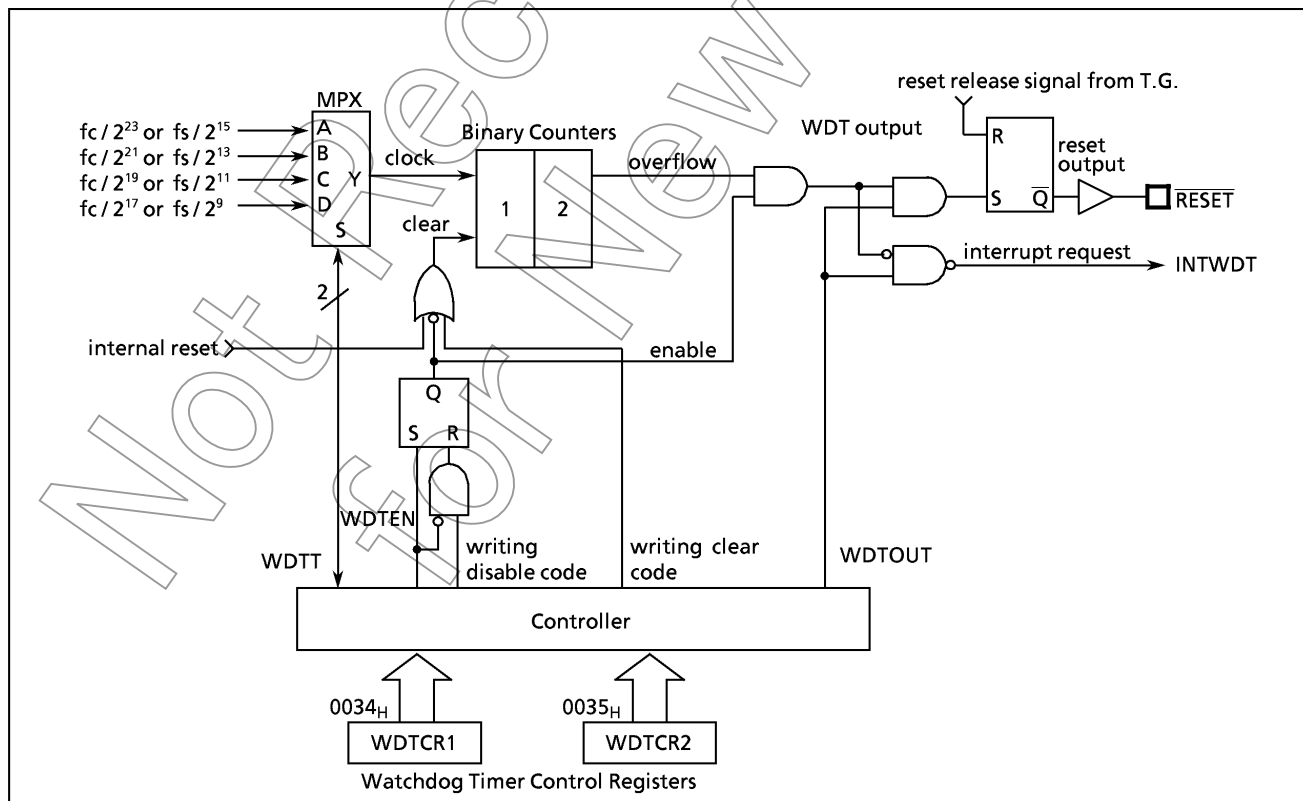 reset release signal from T.G.
MPX
WDT output
fc / 2²³ or fs / 2¹⁵
A
R
Binary Counters
reset
output
fc / 2²¹ or fs / 2¹³
B
clock
overflow
fc / 2¹⁹ or fs / 2¹¹
C
Y
fc / 2¹⁷ or fs / 2⁹
D
1
2
S
Q̅
R̅E̅S̅E̅T̅
S
clear
interrupt request
INTWDT
2
internal reset
enable
Q
S
R
WDTEN
WDTT
writing
disable code
writing clear
code
WDTOUT
Controller
0034H
0035H
WDTCR1
WDTCR2
Watchdog Timer Control Registers
Not Rec
for New